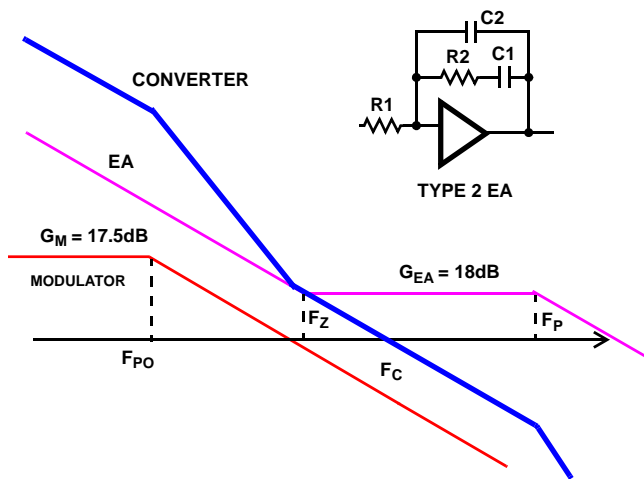 C2
R2
C1
R1
TYPE 2 EA
CONVERTER
EA
G_M = 17.5dB
MODULATOR
G_EA = 18dB
F_Z
F_P
F_PO
F_C